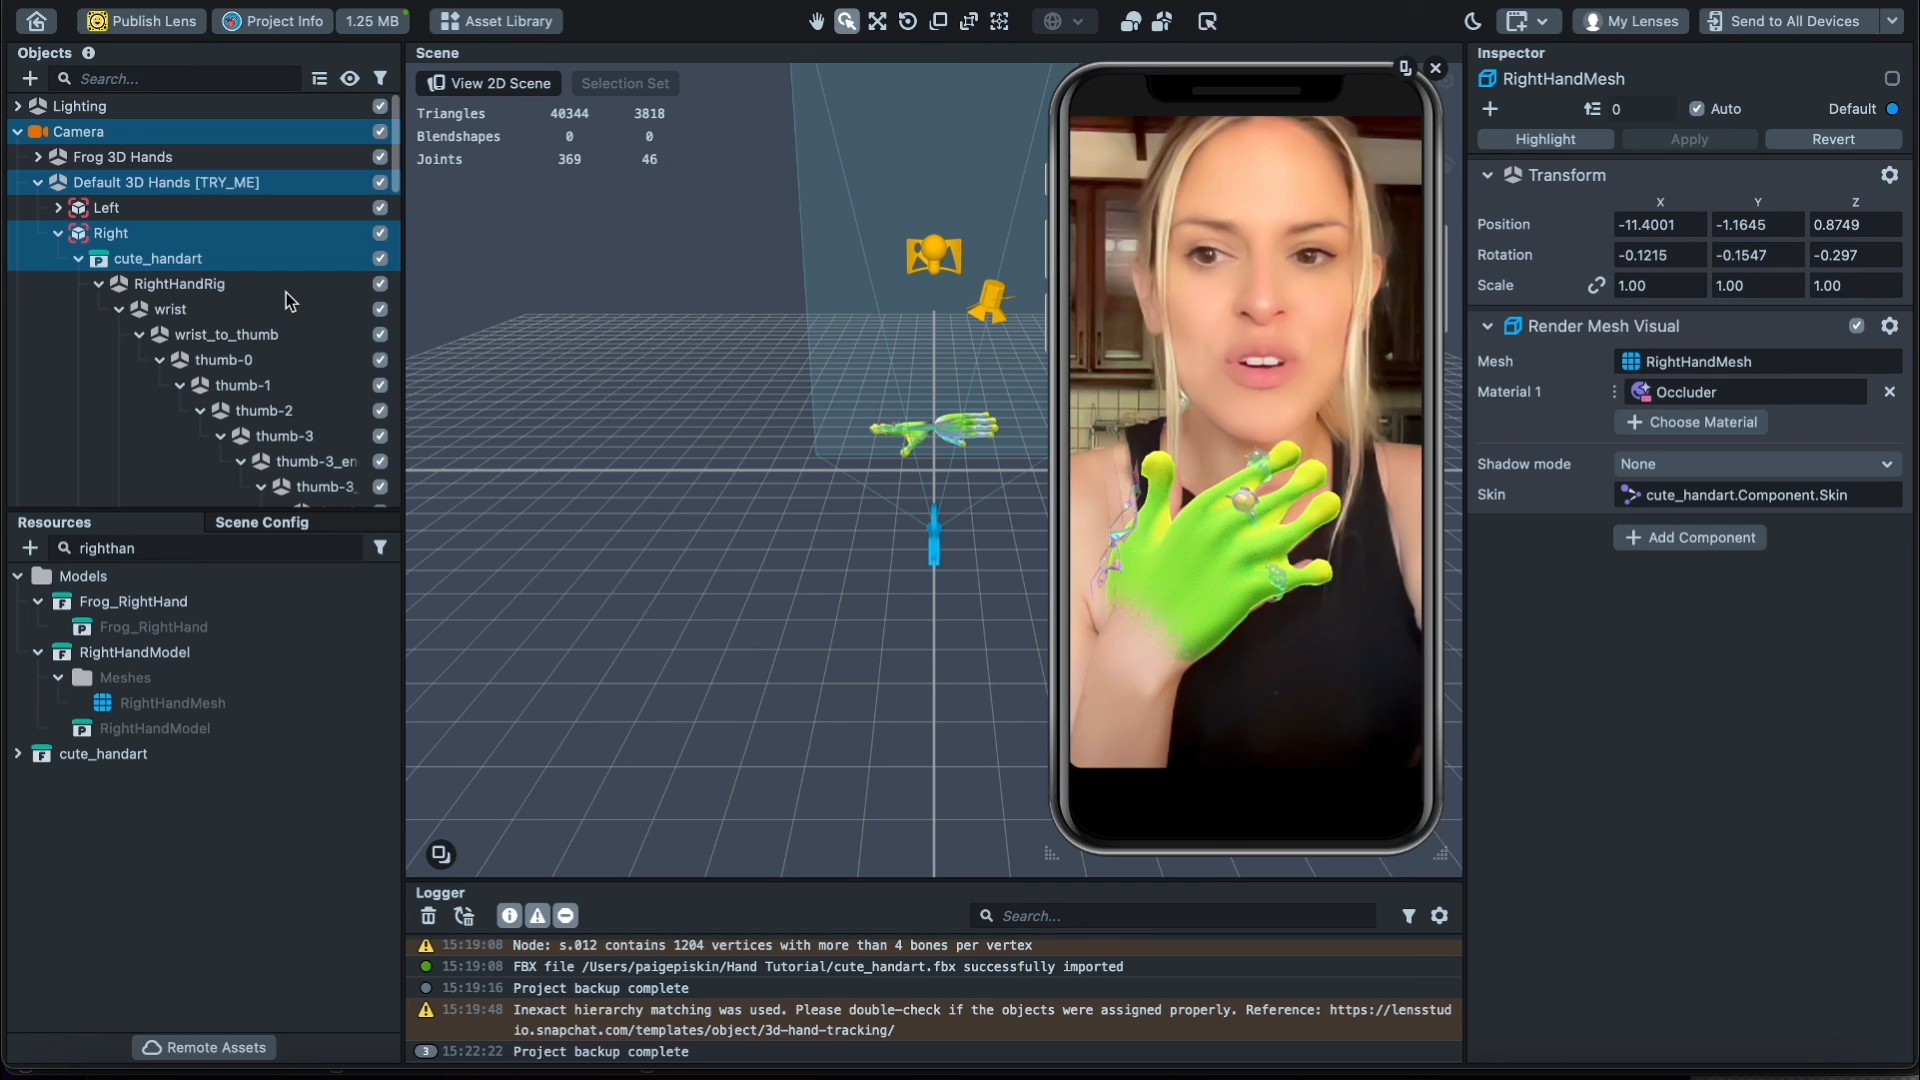 Publish Lens
Project Info
1.25 MB
Asset Library
My Lenses
Send to All Devices
Objects
Search...
Lighting
Camera
Frog 3D Hands
Default 3D Hands [TRY_ME]
Left
Right
cute_handart
RightHandRig
wrist
wrist_to_thumb
thumb-0
thumb-1
thumb-2
thumb-3
thumb-3_en
thumb-3_
Resources
Scene Config
righthan
Models
Frog_RightHand
Frog_RightHand
RightHandModel
Meshes
RightHandMesh
RightHandModel
cute_handart
Remote Assets
Scene
View 2D Scene
Selection Set
Triangles 40344 3818
Blendshapes 0 0
Joints 369 46
Logger
Search...
15:19:08 Node: s.012 contains 1204 vertices with more than 4 bones per vertex
15:19:08 FBX file /Users/paigepiskin/Hand Tutorial/cute_handart.fbx successfully imported
15:19:16 Project backup complete
15:19:48 Inexact hierarchy matching was used. Please double-check if the objects were assigned properly. Reference: https://lensstud
io.snapchat.com/templates/object/3d-hand-tracking/
3 15:22:22 Project backup complete
Inspector
RightHandMesh
0
Auto
Default
Highlight
Apply
Revert
Transform
X Y Z
Position -11.4001 -1.1645 0.8749
Rotation -0.1215 -0.1547 -0.297
Scale 1.00 1.00 1.00
Render Mesh Visual
Mesh RightHandMesh
Material 1 Occluder
+ Choose Material
Shadow mode None
Skin cute_handart.Component.Skin
+ Add Component